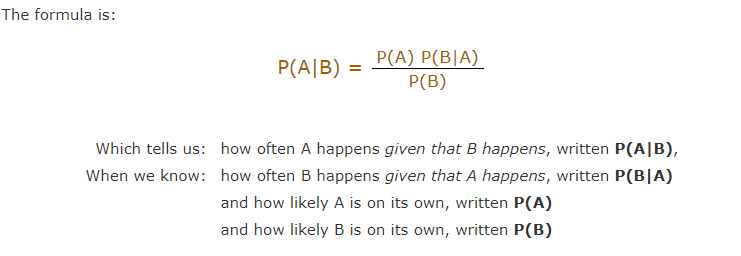 The formula is:
P(A|B) = P(A) P(B|A)
P(B)
Which tells us: how often A happens given that B happens, written P(A|B),
When we know: how often B happens given that A happens, written P(B|A)
and how likely A is on its own, written P(A)
and how likely B is on its own, written P(B)